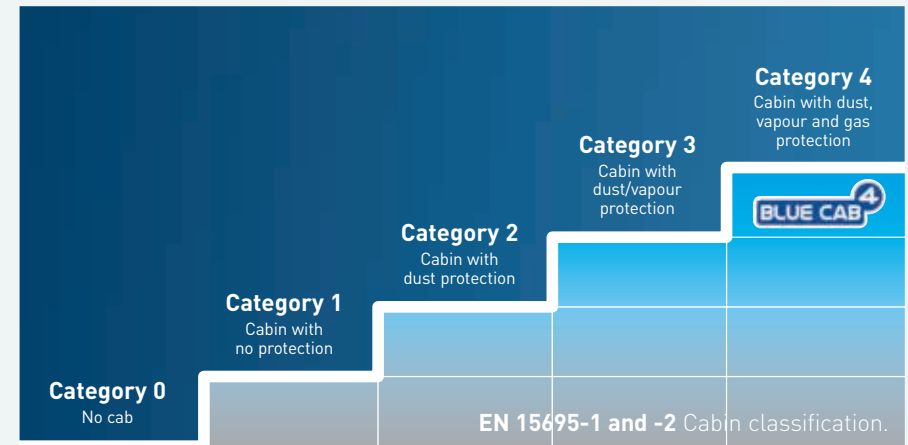 Category 4
Cabin with dust,
vapour and gas
protection
Category 3
Cabin with
dust/vapour
protection
BLUE CAB 4
Category 2
Cabin with
dust protection
Category 1
Cabin with
no protection
Category 0
No cab
EN 15695-1 and -2 Cabin classification.